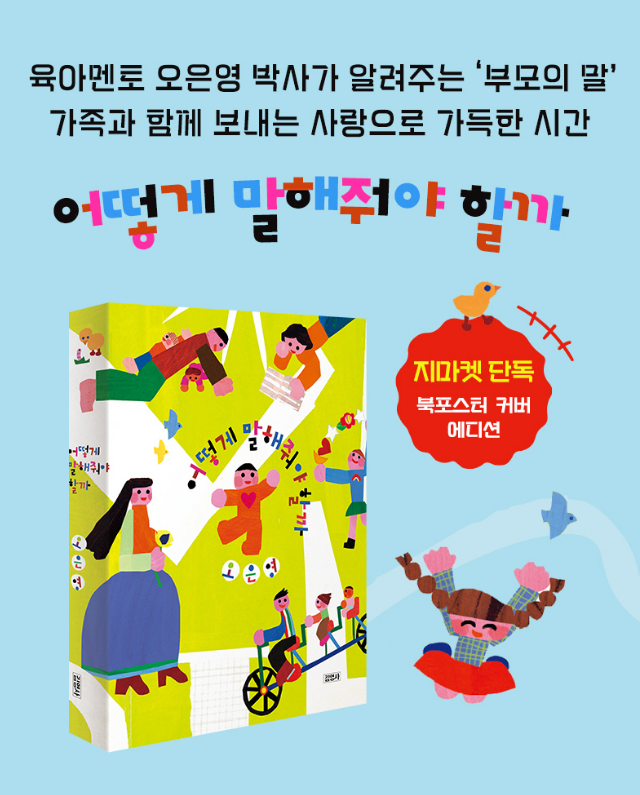 육아멘토 오은영 박사가 알려주는 ‘부모의 말’
가족과 함께 보내는 사랑으로 가득한 시간
어떻게 말해줘야 할까
지마켓 단독
북포스터 커버
에디션
어떻게 말해줘야 할까
오은영
김영사
어떻게
말해줘야
할까
오은영
김영사